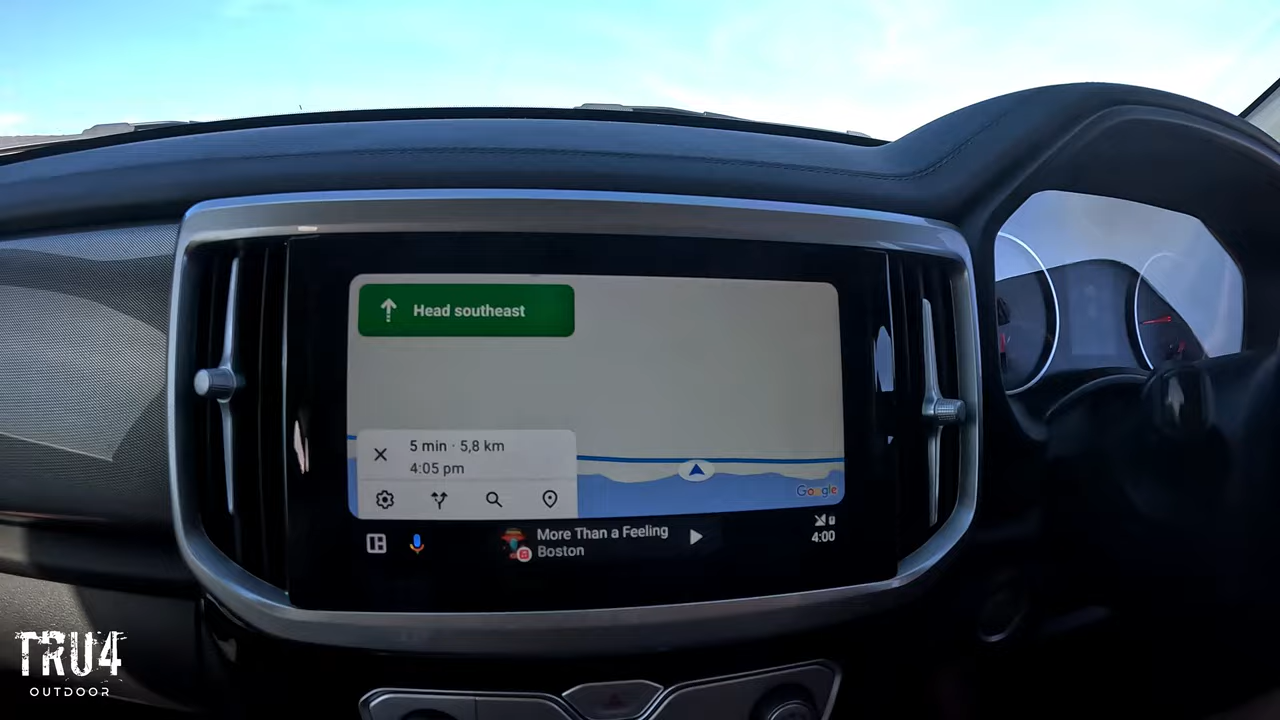 Head southeast
5 min · 5,8 km
4:05 pm
Google
More Than a Feeling
Boston
4:00
TRU4
OUTDOOR